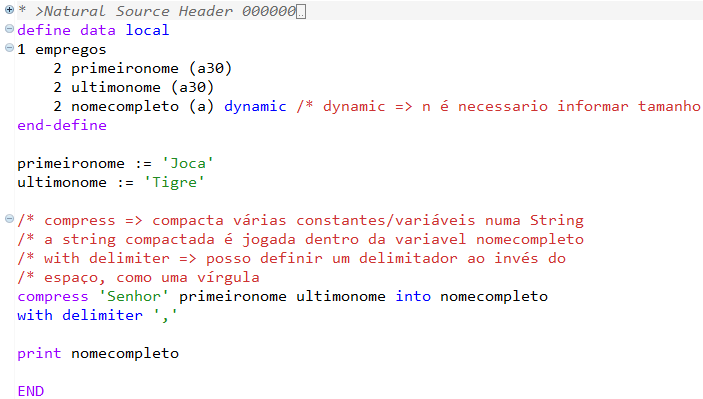 * >Natural Source Header 000000
define data local
1 empregos
2 primeironome (a30)
2 ultimonome (a30)
2 nomecompleto (a) dynamic /* dynamic => n é necessario informar tamanho
end-define
primeironome := 'Joca'
ultimonome := 'Tigre'
/* compress => compacta várias constantes/variáveis numa String
/* a string compactada é jogada dentro da variavel nomecompleto
/* with delimiter => posso definir um delimitador ao invés do
/* espaço, como uma vírgula
compress 'Senhor' primeironome ultimonome into nomecompleto
with delimiter ','
print nomecompleto
END